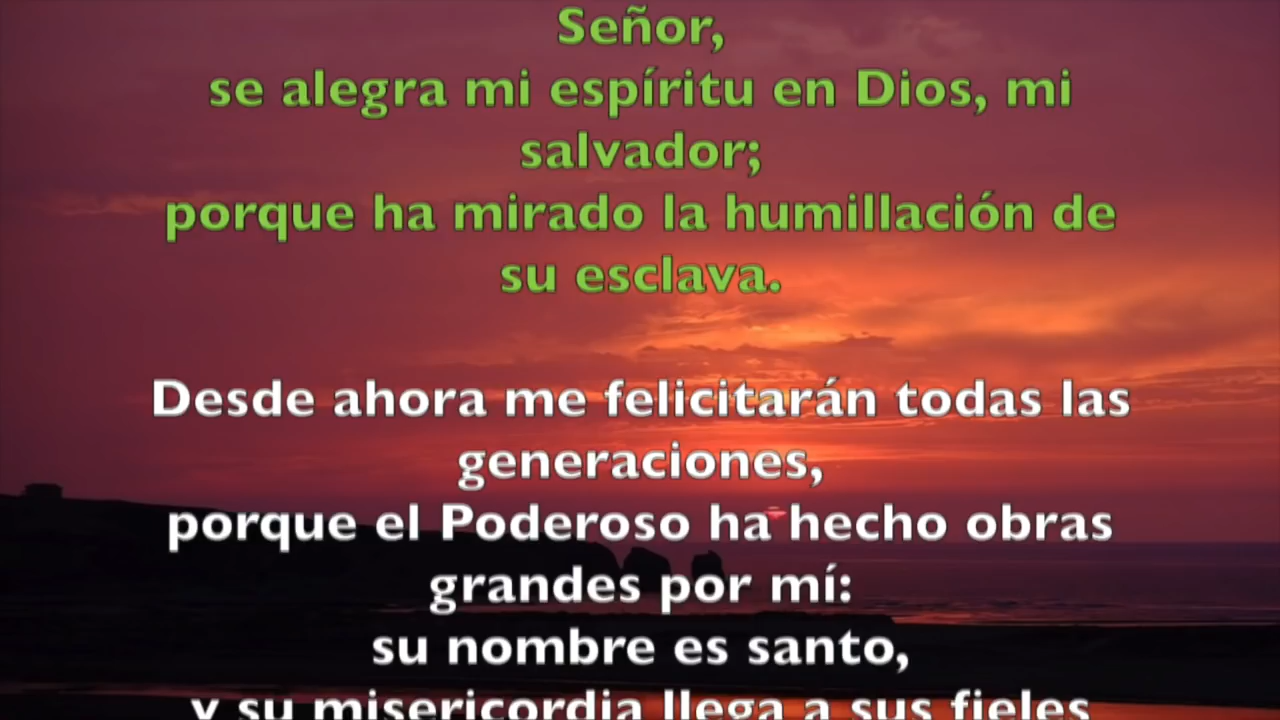 Señor,
se alegra mi espíritu en Dios, mi
salvador;
porque ha mirado la humillación de
su esclava.
Desde ahora me felicitarán todas las
generaciones,
porque el Poderoso ha hecho obras
grandes por mí:
su nombre es santo,
y su misericordia llega a sus fieles